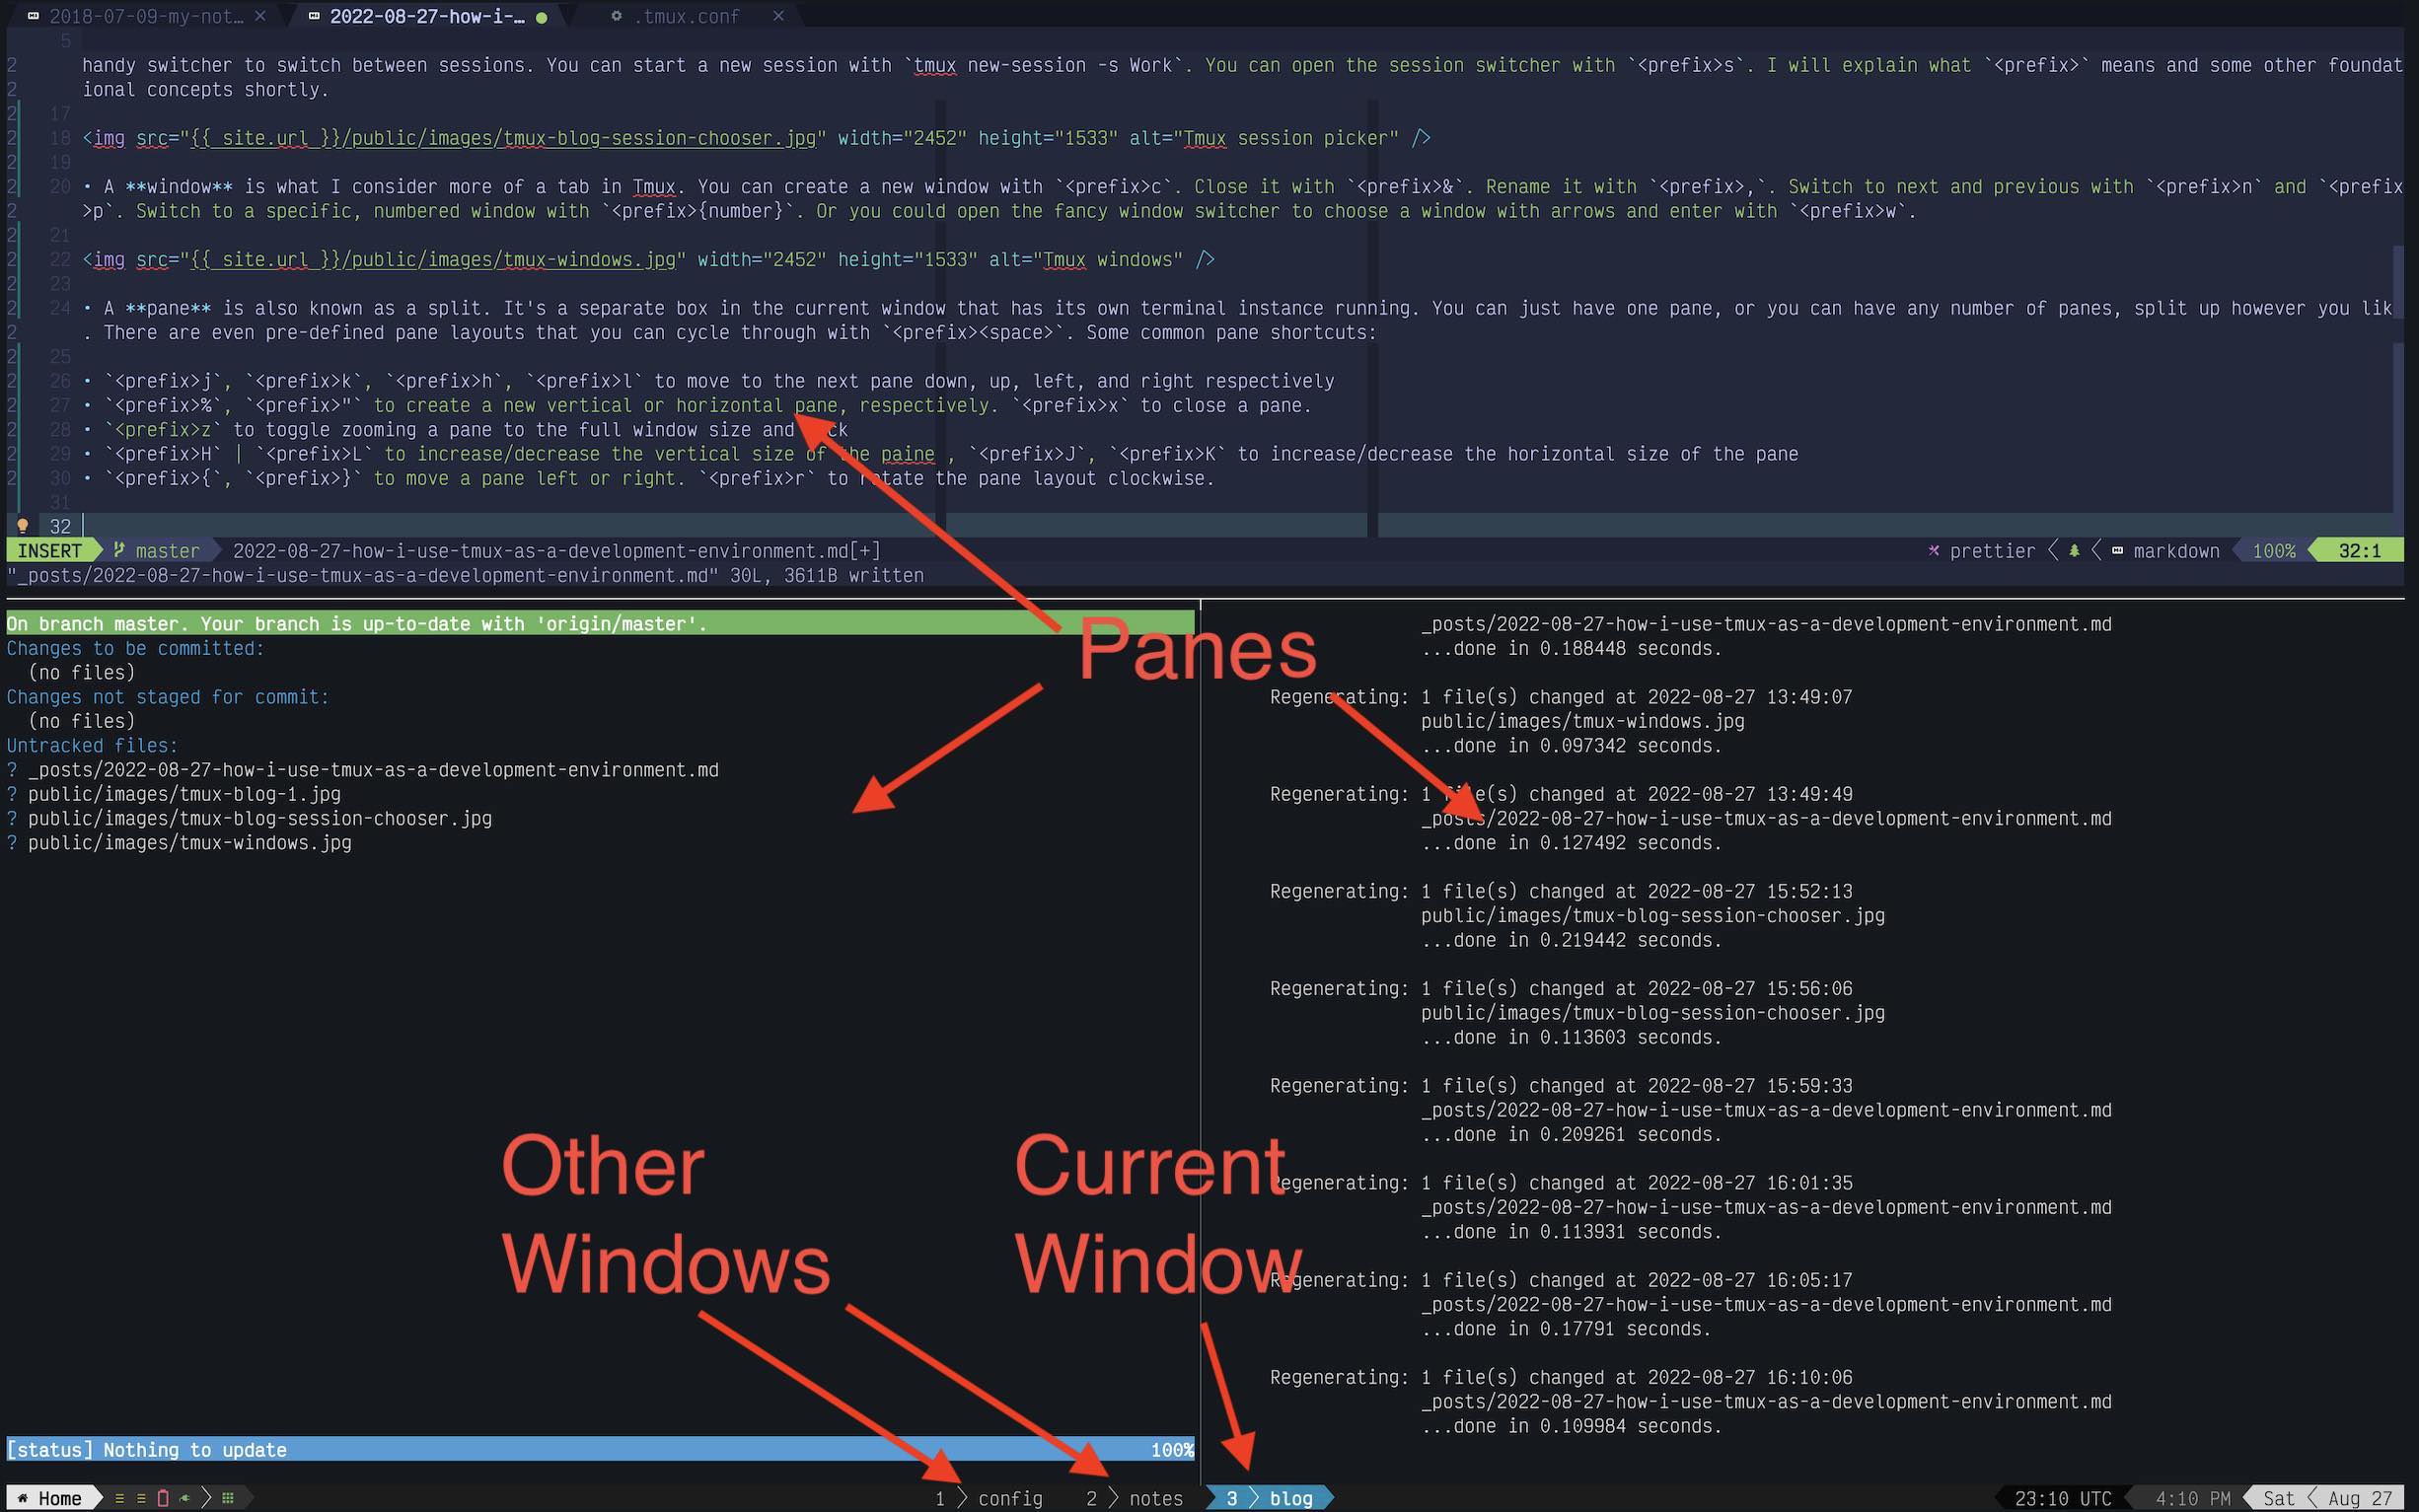 2018-07-09-my-not… ×
2022-08-27-how-i-… ●
.tmux.conf ×
5
handy switcher to switch between sessions. You can start a new session with `tmux new-session -s Work`. You can open the session switcher with `<prefix>s`. I will explain what `<prefix>` means and some other foundat
ional concepts shortly.
17
18 <img src="{{ site.url }}/public/images/tmux-blog-session-chooser.jpg" width="2452" height="1533" alt="Tmux session picker" />
19
20 • A **window** is what I consider more of a tab in Tmux. You can create a new window with `<prefix>c`. Close it with `<prefix>&`. Rename it with `<prefix>,`. Switch to next and previous with `<prefix>n` and `<prefix
>p`. Switch to a specific, numbered window with `<prefix>{number}`. Or you could open the fancy window switcher to choose a window with arrows and enter with `<prefix>w`.
21
22 <img src="{{ site.url }}/public/images/tmux-windows.jpg" width="2452" height="1533" alt="Tmux windows" />
23
24 • A **pane** is also known as a split. It's a separate box in the current window that has its own terminal instance running. You can just have one pane, or you can have any number of panes, split up however you lik
. There are even pre-defined pane layouts that you can cycle through with `<prefix><space>`. Some common pane shortcuts:
25
26 • `<prefix>j`, `<prefix>k`, `<prefix>h`, `<prefix>l` to move to the next pane down, up, left, and right respectively
27 • `<prefix>%`, `<prefix>"` to create a new vertical or horizontal pane, respectively. `<prefix>x` to close a pane.
28 • `<prefix>z` to toggle zooming a pane to the full window size and
29 • `<prefix>H` | `<prefix>L` to increase/decrease the vertical size of the paine , `<prefix>J`, `<prefix>K` to increase/decrease the horizontal size of the pane
30 • `<prefix>{`, `<prefix>}` to move a pane left or right. `<prefix>r` to rotate the pane layout clockwise.
31
32
INSERT master 2022-08-27-how-i-use-tmux-as-a-development-environment.md[+] prettier markdown 100% 32:1
"_posts/2022-08-27-how-i-use-tmux-as-a-development-environment.md" 30L, 3611B written
Panes
On branch master. Your branch is up-to-date with 'origin/master'.
Changes to be committed:
(no files)
Changes not staged for commit:
(no files)
Untracked files:
? _posts/2022-08-27-how-i-use-tmux-as-a-development-environment.md
? public/images/tmux-blog-1.jpg
? public/images/tmux-blog-session-chooser.jpg
? public/images/tmux-windows.jpg
[status] Nothing to update 100%
_posts/2022-08-27-how-i-use-tmux-as-a-development-environment.md
...done in 0.188448 seconds.
Regenerating: 1 file(s) changed at 2022-08-27 13:49:07
public/images/tmux-windows.jpg
...done in 0.097342 seconds.
Regenerating: 1 file(s) changed at 2022-08-27 13:49:49
_posts/2022-08-27-how-i-use-tmux-as-a-development-environment.md
...done in 0.127492 seconds.
Regenerating: 1 file(s) changed at 2022-08-27 15:52:13
public/images/tmux-blog-session-chooser.jpg
...done in 0.219442 seconds.
Regenerating: 1 file(s) changed at 2022-08-27 15:56:06
public/images/tmux-blog-session-chooser.jpg
...done in 0.113603 seconds.
Regenerating: 1 file(s) changed at 2022-08-27 15:59:33
_posts/2022-08-27-how-i-use-tmux-as-a-development-environment.md
...done in 0.209261 seconds.
Regenerating: 1 file(s) changed at 2022-08-27 16:01:35
_posts/2022-08-27-how-i-use-tmux-as-a-development-environment.md
...done in 0.113931 seconds.
Regenerating: 1 file(s) changed at 2022-08-27 16:05:17
_posts/2022-08-27-how-i-use-tmux-as-a-development-environment.md
...done in 0.17791 seconds.
Regenerating: 1 file(s) changed at 2022-08-27 16:10:06
_posts/2022-08-27-how-i-use-tmux-as-a-development-environment.md
...done in 0.109984 seconds.
Other
Windows
Current
Window
Home 1 config 2 notes 3 blog 23:10 UTC 4:10 PM Sat Aug 27